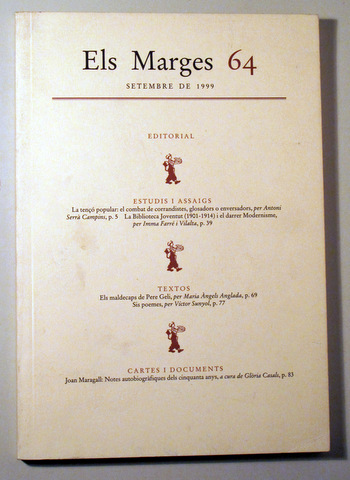 Els Marges 64
SETEMBRE DE 1999
EDITORIAL
ESTUDIS I ASSAIGS
La tençó popular: el combat de corrandistes, glosadors o enversadors, per Antoni
Serrà Campins, p. 5 La Biblioteca Joventut (1901-1914) i el darrer Modernisme,
per Imma Farré i Vilalta, p. 39
TEXTOS
Els maldecaps de Pere Geli, per Maria Àngels Anglada, p. 69
Sis poemes, per Víctor Sunyol, p. 77
CARTES I DOCUMENTS
Joan Maragall: Notes autobiogràfiques dels cinquanta anys, a cura de Glòria Casals, p. 83